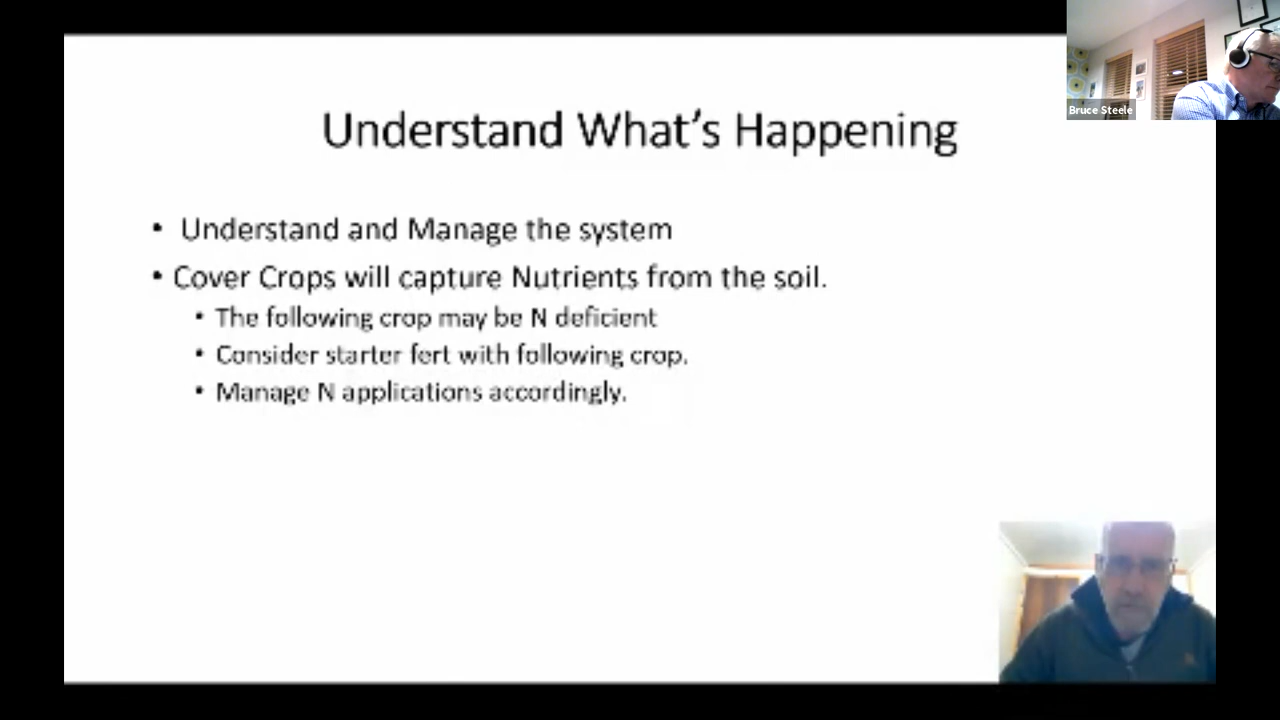 Bruce Steele
Understand What's Happening
• Understand and Manage the system
• Cover Crops will capture Nutrients from the soil.
• The following crop may be N deficient
• Consider starter fert with following crop.
• Manage N applications accordingly.